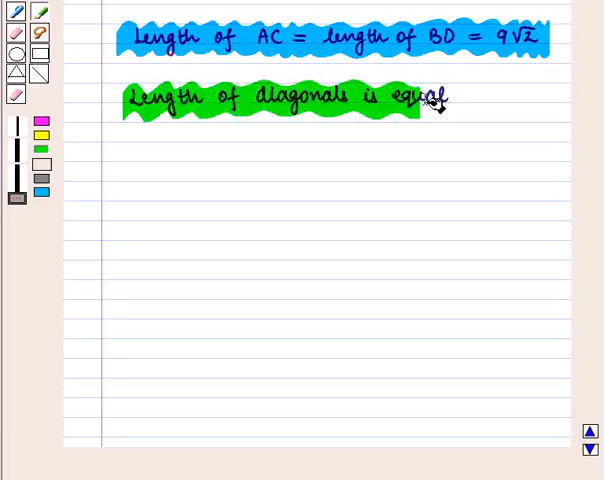 Length of AC = length of BD = 9√2
Length of diagonals is equal